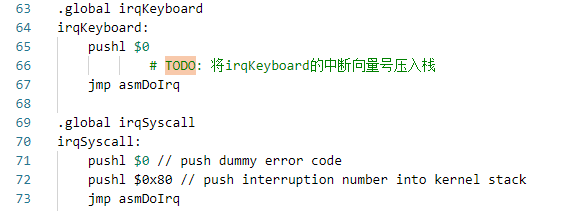 63 .global irqKeyboard
64 irqKeyboard:
65 pushl $0
66 # TODO: 将irqKeyboard的中断向量号压入栈
67 jmp asmDoIrq
68
69 .global irqSyscall
70 irqSyscall:
71 pushl $0 // push dummy error code
72 pushl $0x80 // push interruption number into kernel stack
73 jmp asmDoIrq